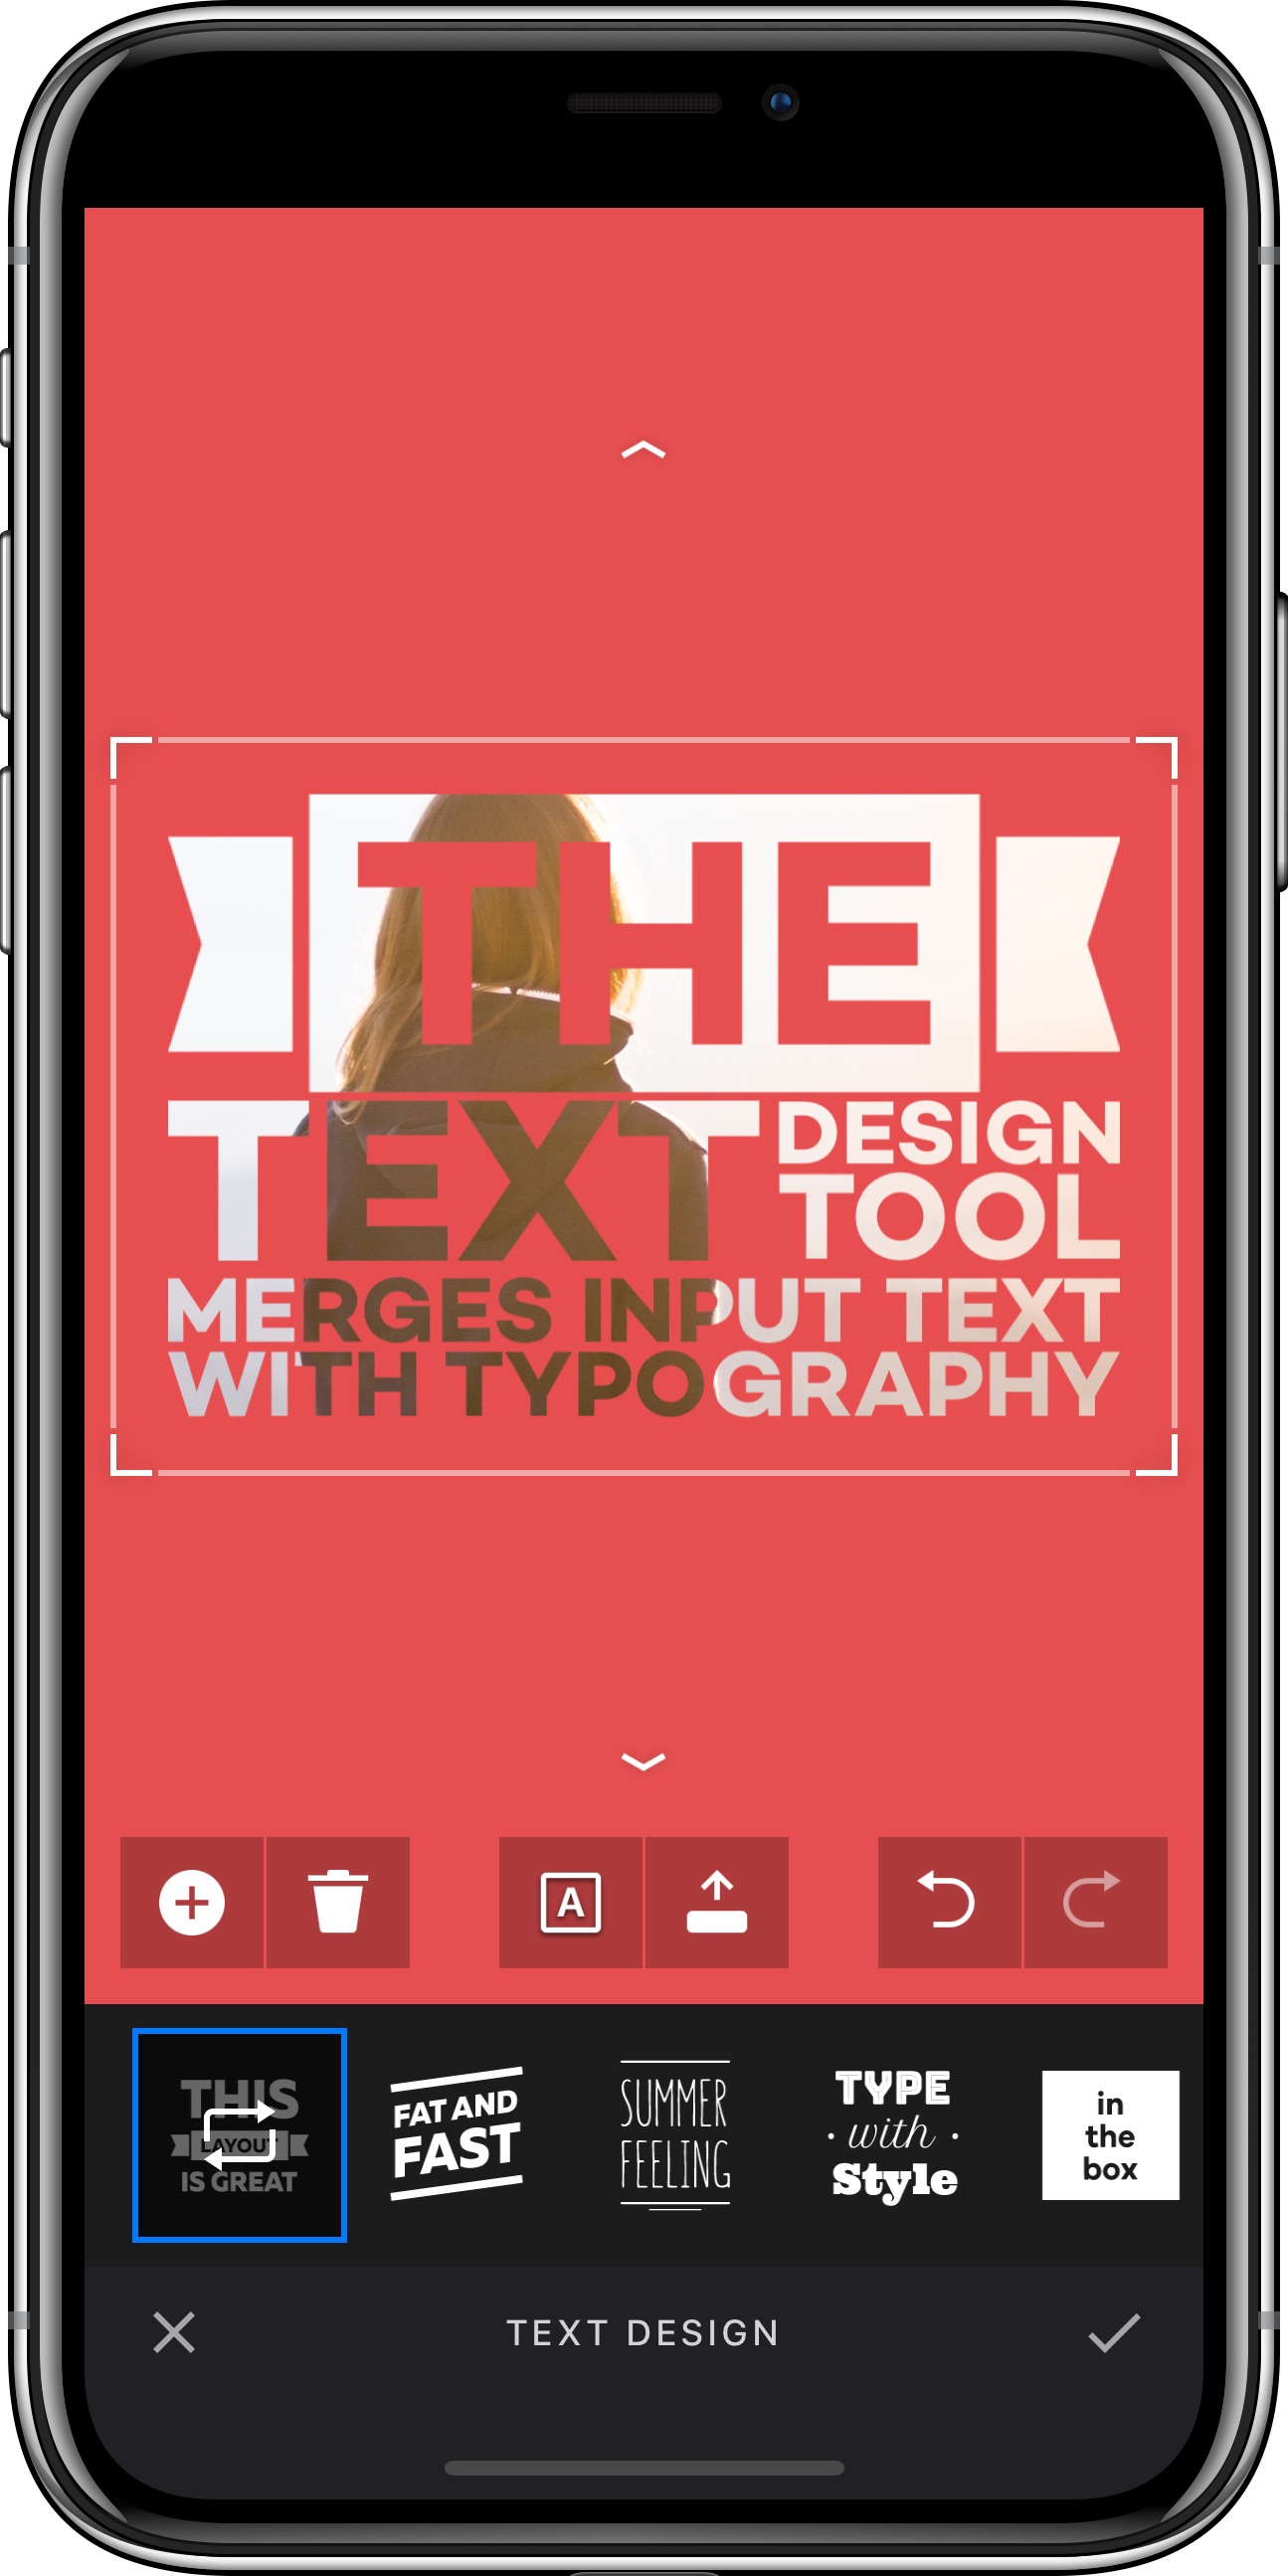 THE
TEXT DESIGN
TOOL
MERGES INPUT TEXT
WITH TYPOGRAPHY
A
THIS
LAYOUT
IS GREAT
FAT AND
FAST
SUMMER
FEELING
TYPE
· with ·
Style
in
the
box
TEXT DESIGN